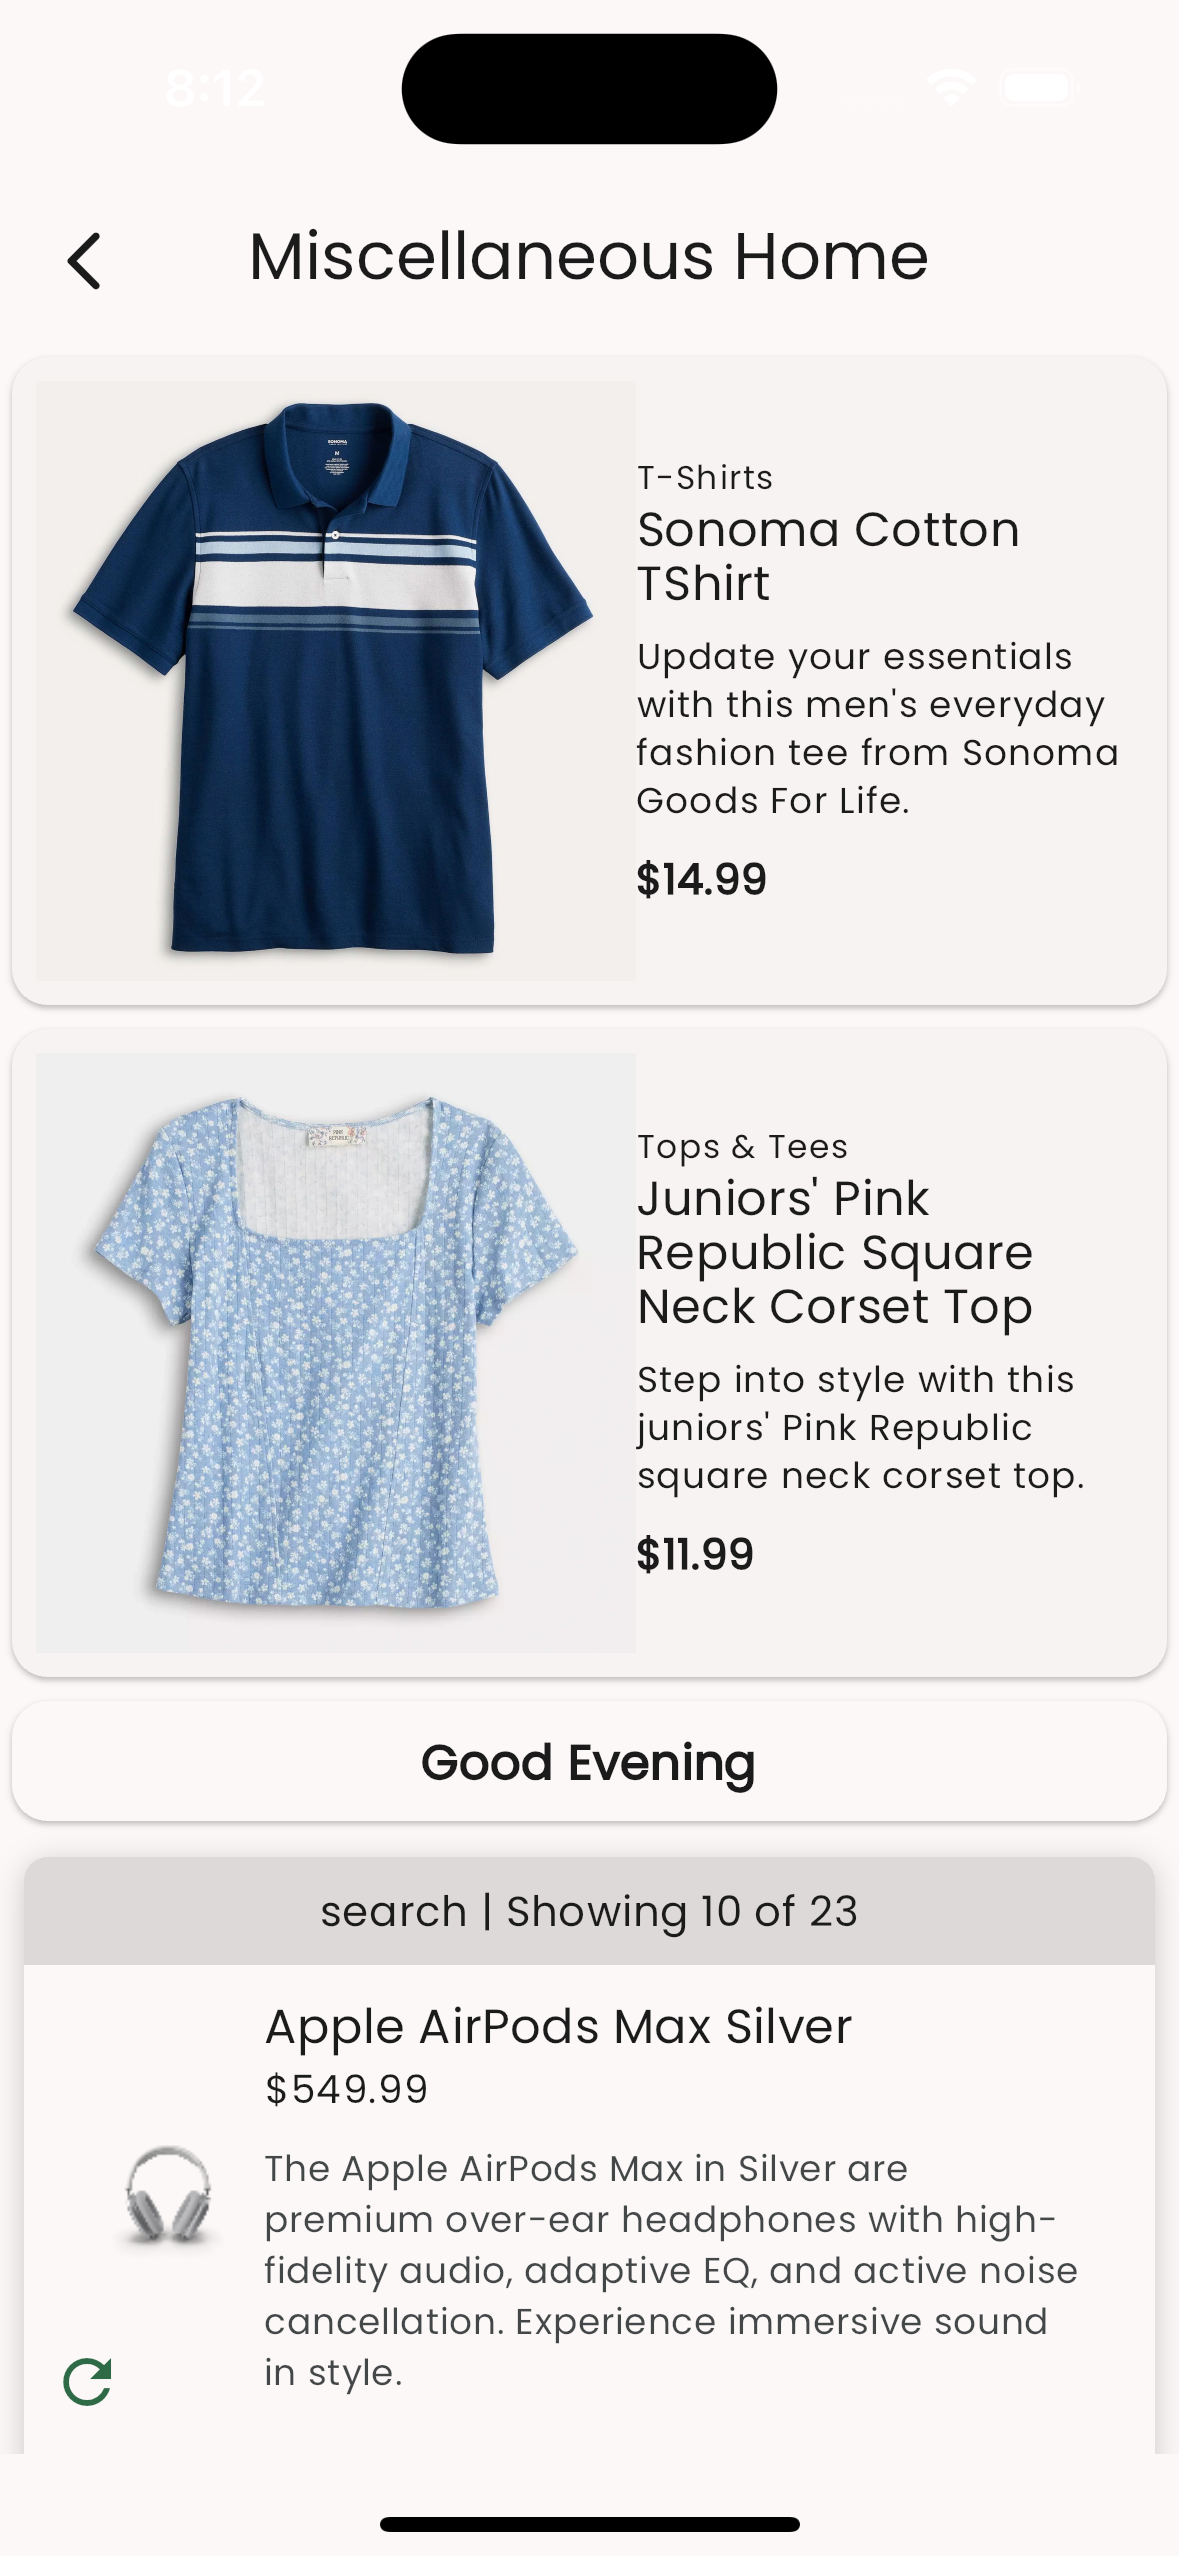 8:12
Miscellaneous Home
SONOMA
M
T-Shirts
Sonoma Cotton
TShirt
Update your essentials
with this men's everyday
fashion tee from Sonoma
Goods For Life.
$14.99
PINK
REPUBLIC
Tops & Tees
Juniors' Pink
Republic Square
Neck Corset Top
Step into style with this
juniors' Pink Republic
square neck corset top.
$11.99
Good Evening
search | Showing 10 of 23
Apple AirPods Max Silver
$549.99
The Apple AirPods Max in Silver are
premium over-ear headphones with high-
fidelity audio, adaptive EQ, and active noise
cancellation. Experience immersive sound
in style.